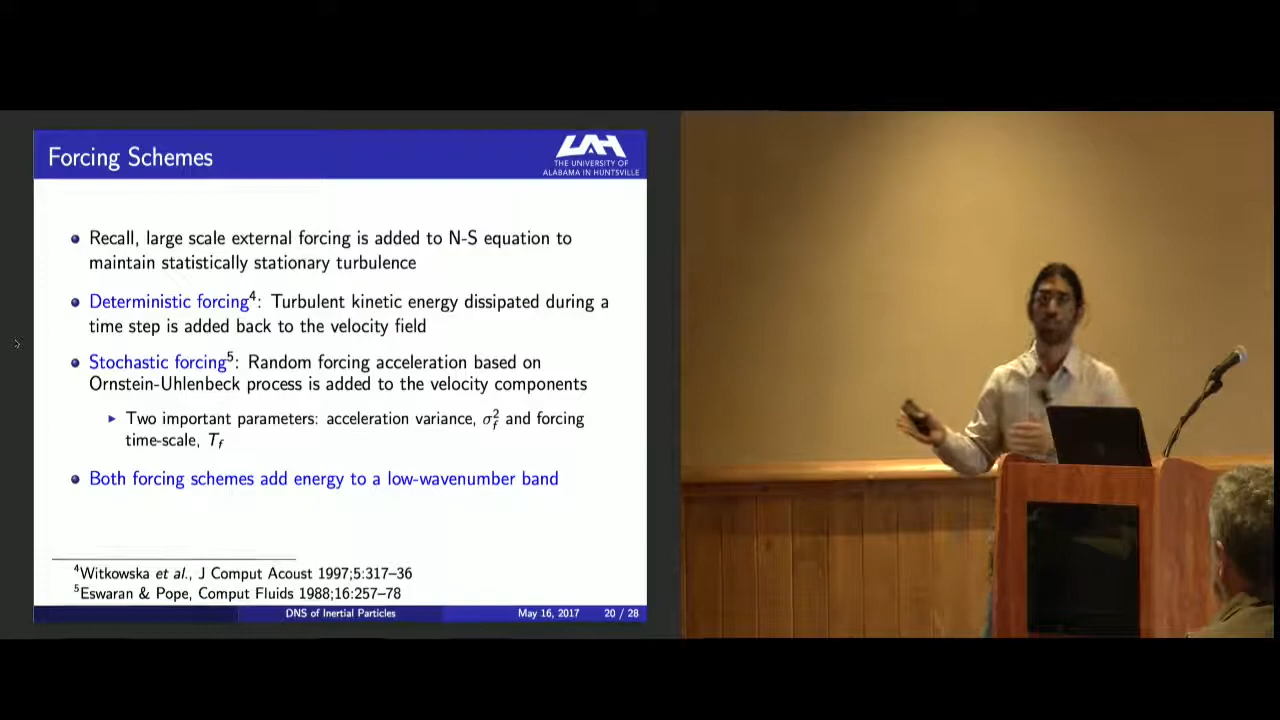 Forcing Schemes
UAH
THE UNIVERSITY OF
ALABAMA IN HUNTSVILLE
Recall, large scale external forcing is added to N-S equation to
maintain statistically stationary turbulence
Deterministic forcing⁴: Turbulent kinetic energy dissipated during a
time step is added back to the velocity field
Stochastic forcing⁵: Random forcing acceleration based on
Ornstein-Uhlenbeck process is added to the velocity components
Two important parameters: acceleration variance, σ_f^2 and forcing
time-scale, T_f
Both forcing schemes add energy to a low-wavenumber band
⁴Witkowska et al., J Comput Acoust 1997;5:317–36
⁵Eswaran & Pope, Comput Fluids 1988;16:257–78
DNS of Inertial Particles May 16, 2017 20 / 28